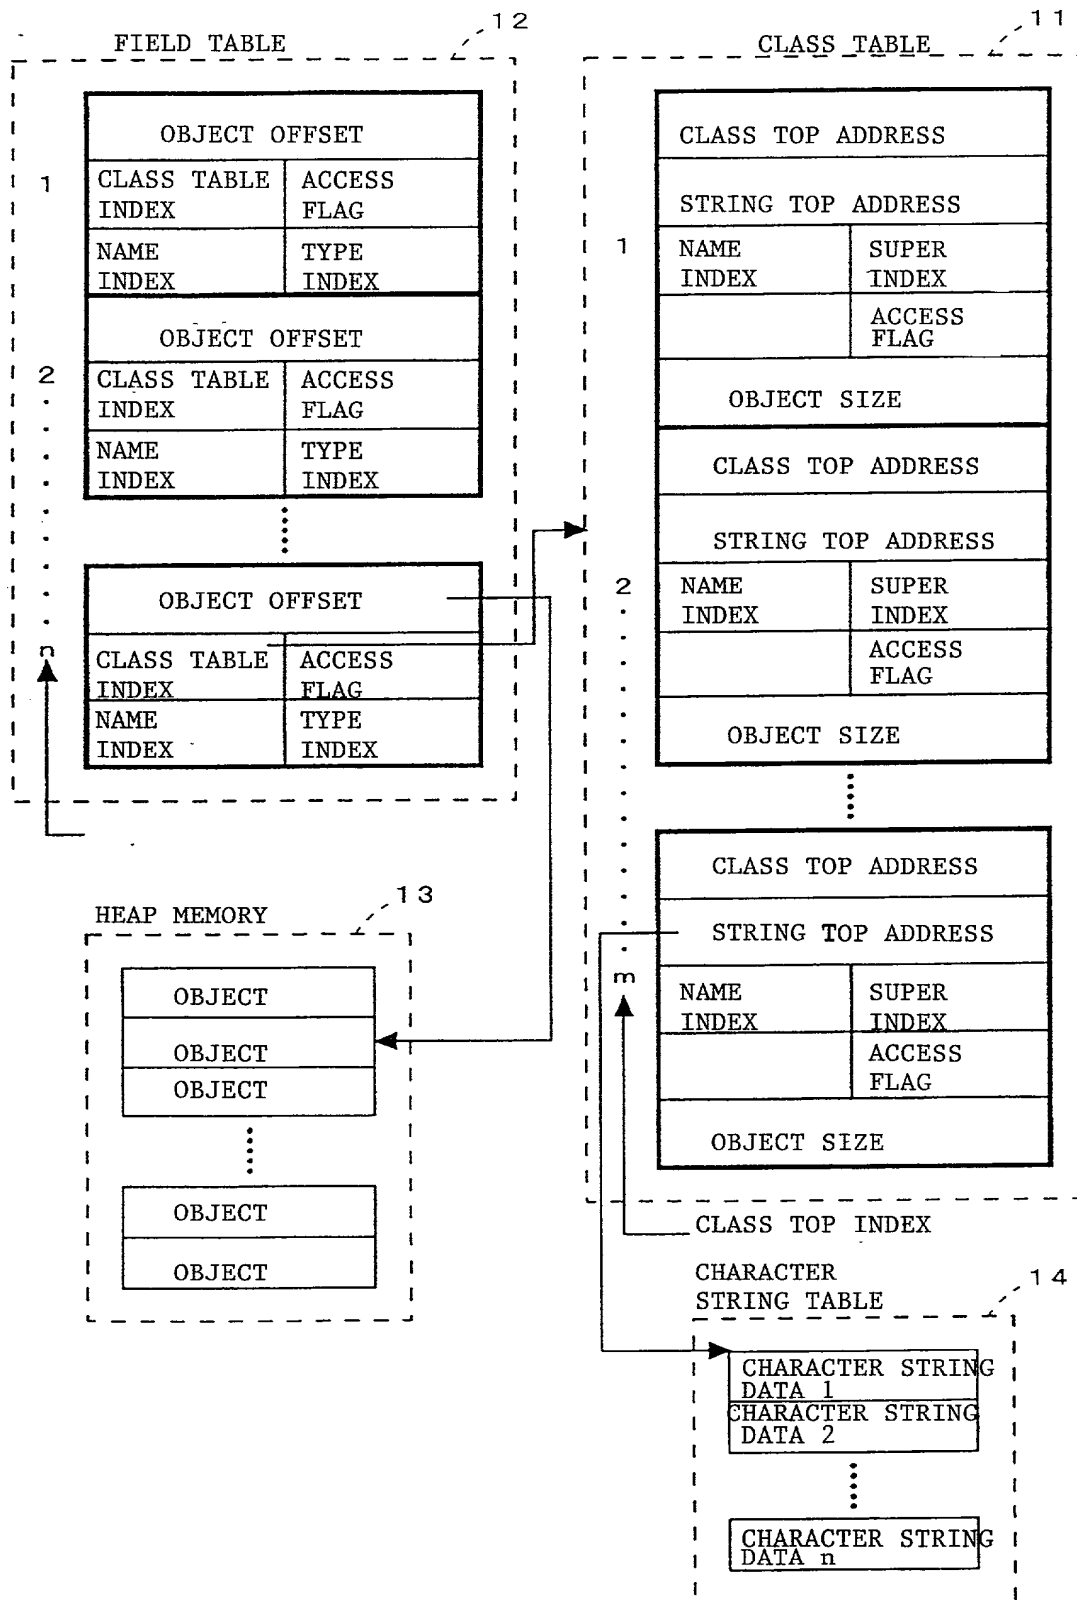 12
FIELD TABLE
OBJECT OFFSET
1
CLASS TABLE INDEX
ACCESS FLAG
NAME INDEX
TYPE INDEX
OBJECT OFFSET
2
CLASS TABLE INDEX
ACCESS FLAG
NAME INDEX
TYPE INDEX
OBJECT OFFSET
n
CLASS TABLE INDEX
ACCESS FLAG
NAME INDEX
TYPE INDEX
11
CLASS TABLE
CLASS TOP ADDRESS
STRING TOP ADDRESS
1
NAME INDEX
SUPER INDEX
ACCESS FLAG
OBJECT SIZE
CLASS TOP ADDRESS
STRING TOP ADDRESS
2
NAME INDEX
SUPER INDEX
ACCESS FLAG
OBJECT SIZE
CLASS TOP ADDRESS
STRING TOP ADDRESS
m
NAME INDEX
SUPER INDEX
ACCESS FLAG
OBJECT SIZE
CLASS TOP INDEX
13
HEAP MEMORY
OBJECT
OBJECT
OBJECT
OBJECT
OBJECT
CHARACTER
STRING TABLE
14
CHARACTER STRING
DATA 1
CHARACTER STRING
DATA 2
CHARACTER STRING
DATA n